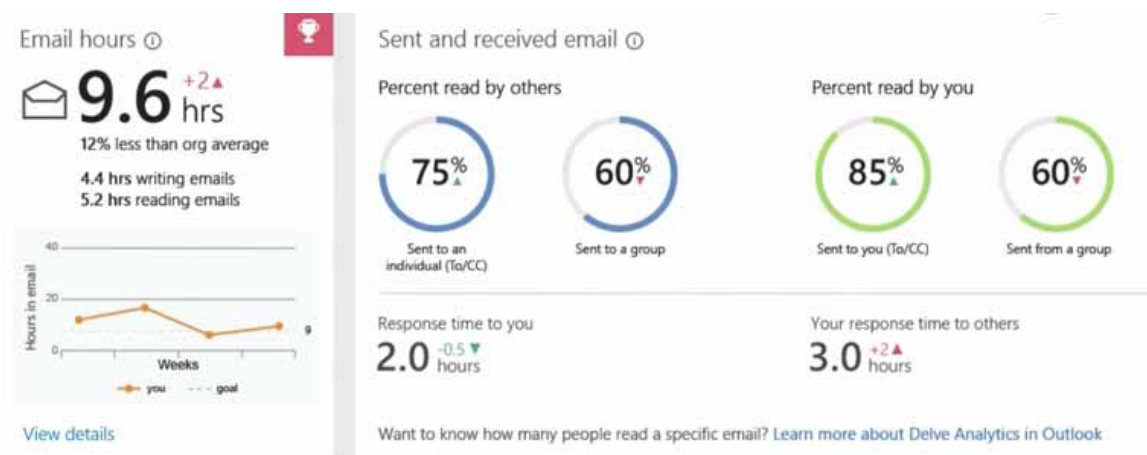 Email hours
9.6 +2 hrs
12% less than org average
4.4 hrs writing emails
5.2 hrs reading emails
40
20
0
Hours in email
9
Weeks
you
goal
View details
Sent and received email
Percent read by others
75%
Sent to an
individual (To/CC)
60%
Sent to a group
Percent read by you
85%
Sent to you (To/CC)
60%
Sent from a group
Response time to you
2.0 -0.5 hours
Your response time to others
3.0 +2 hours
Want to know how many people read a specific email? Learn more about Delve Analytics in Outlook